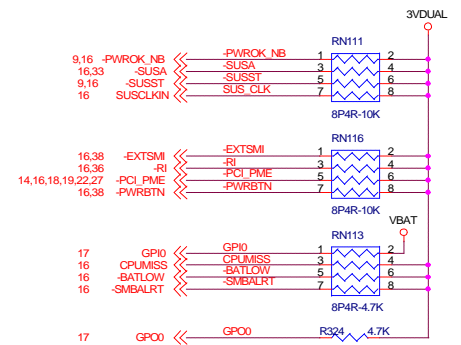 3VDUAL
RN111
9,16 -PWROK_NB -PWROK_NB 1 2
16,33 -SUSA -SUSA 3 4
9,16 -SUSST -SUSST 5 6
16 SUSCLKIN SUS_CLK 7 8
8P4R-10K
RN116
16,38 -EXTSMI -EXTSMI 1 2
16,36 -RI -RI 3 4
14,16,18,19,22,27 -PCI_PME -PCI_PME 5 6
16,38 -PWRBTN -PWRBTN 7 8
8P4R-10K
VBAT
RN113
17 GPI0 GPI0 1 2
16 CPUMISS CPUMISS 3 4
16 -BATLOW -BATLOW 5 6
16 -SMBALRT -SMBALRT 7 8
8P4R-4.7K
17 GPO0 GPO0 R324 4.7K